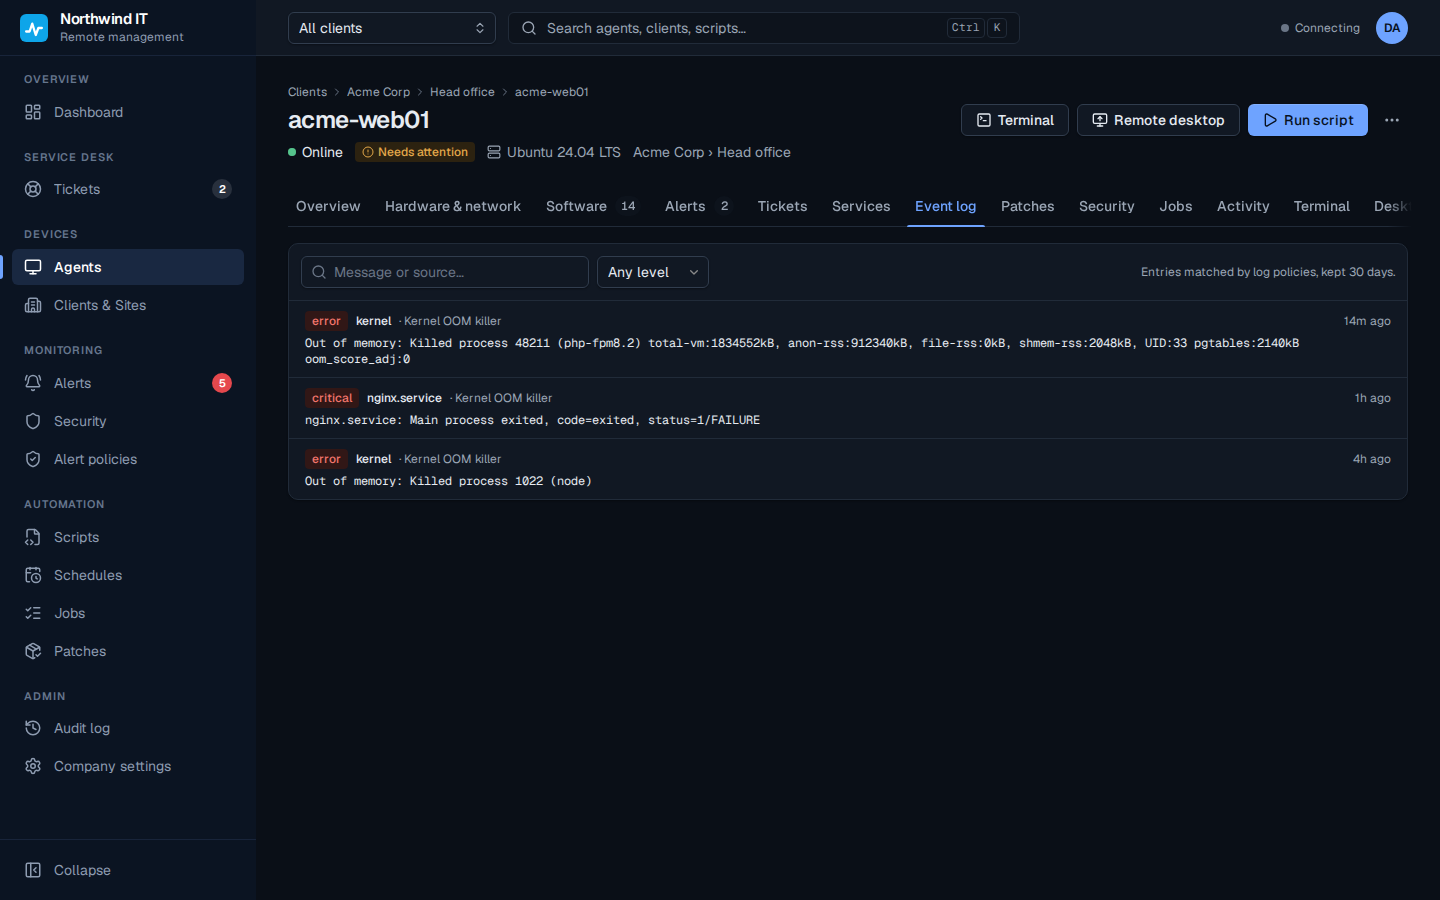 Northwind IT
Remote management
All clients
Search agents, clients, scripts...
Ctrl K
Connecting
DA
OVERVIEW
Dashboard
SERVICE DESK
Tickets 2
DEVICES
Agents
Clients & Sites
MONITORING
Alerts 5
Security
Alert policies
AUTOMATION
Scripts
Schedules
Jobs
Patches
ADMIN
Audit log
Company settings
Collapse
Clients > Acme Corp > Head office > acme-web01
acme-web01
Terminal
Remote desktop
Run script
Online
Needs attention
Ubuntu 24.04 LTS
Acme Corp › Head office
Overview Hardware & network Software 14 Alerts 2 Tickets Services Event log Patches Security Jobs Activity Terminal Desk
Message or source...
Any level
Entries matched by log policies, kept 30 days.
error kernel · Kernel OOM killer 14m ago
Out of memory: Killed process 48211 (php-fpm8.2) total-vm:1834552kB, anon-rss:912340kB, file-rss:0kB, shmem-rss:2048kB, UID:33 pgtables:2140kB
oom_score_adj:0
critical nginx.service · Kernel OOM killer 1h ago
nginx.service: Main process exited, code=exited, status=1/FAILURE
error kernel · Kernel OOM killer 4h ago
Out of memory: Killed process 1022 (node)